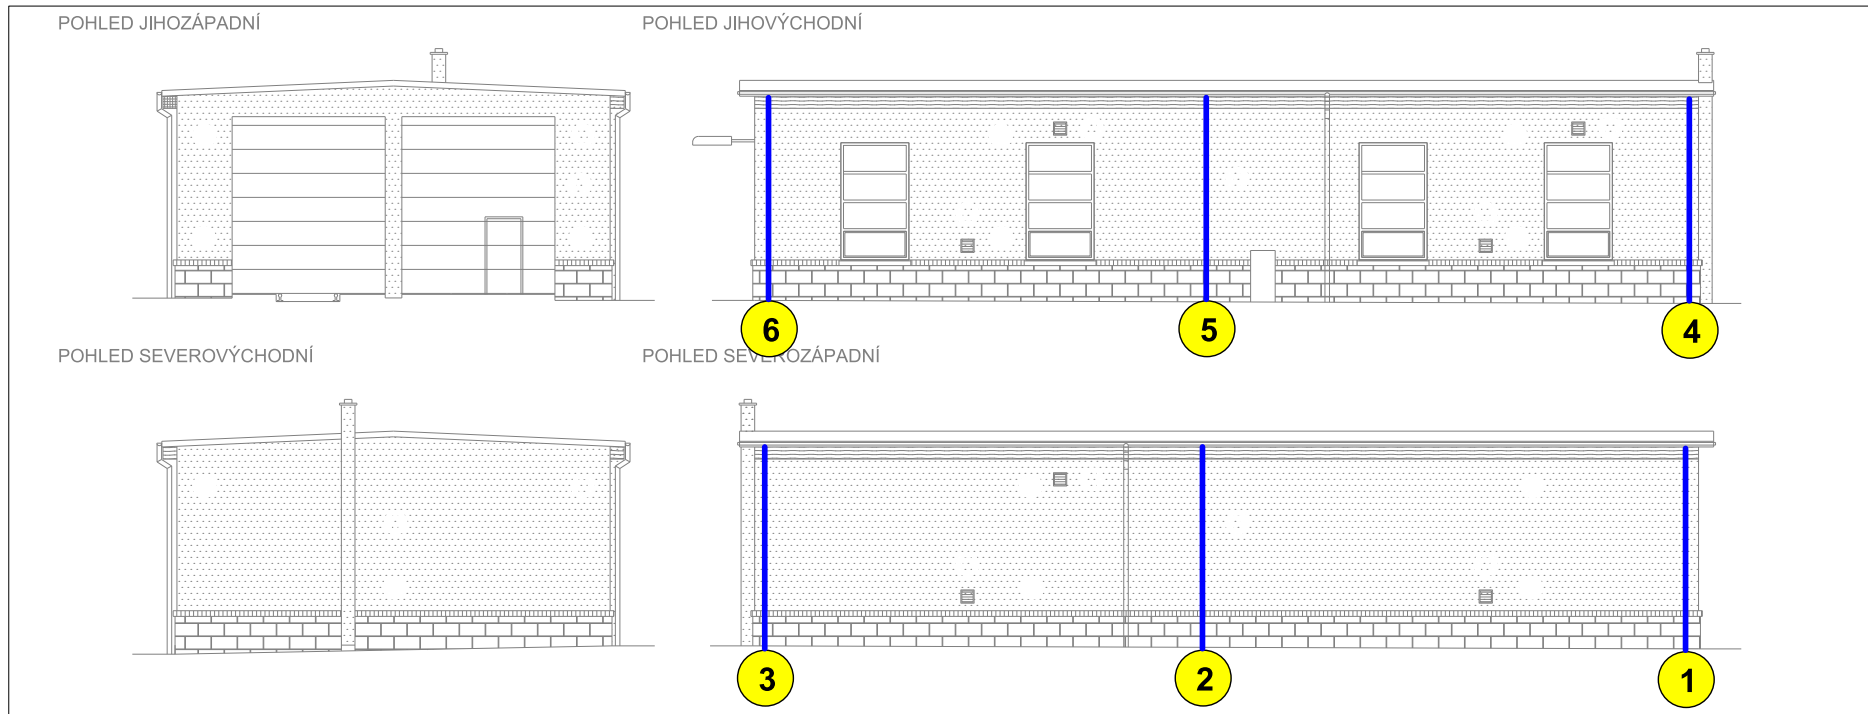 POHLED JIHOZÁPADNÍ
POHLED JIHOVÝCHODNÍ
6
5
4
POHLED SEVEROVÝCHODNÍ
POHLED SEVEROZÁPADNÍ
3
2
1